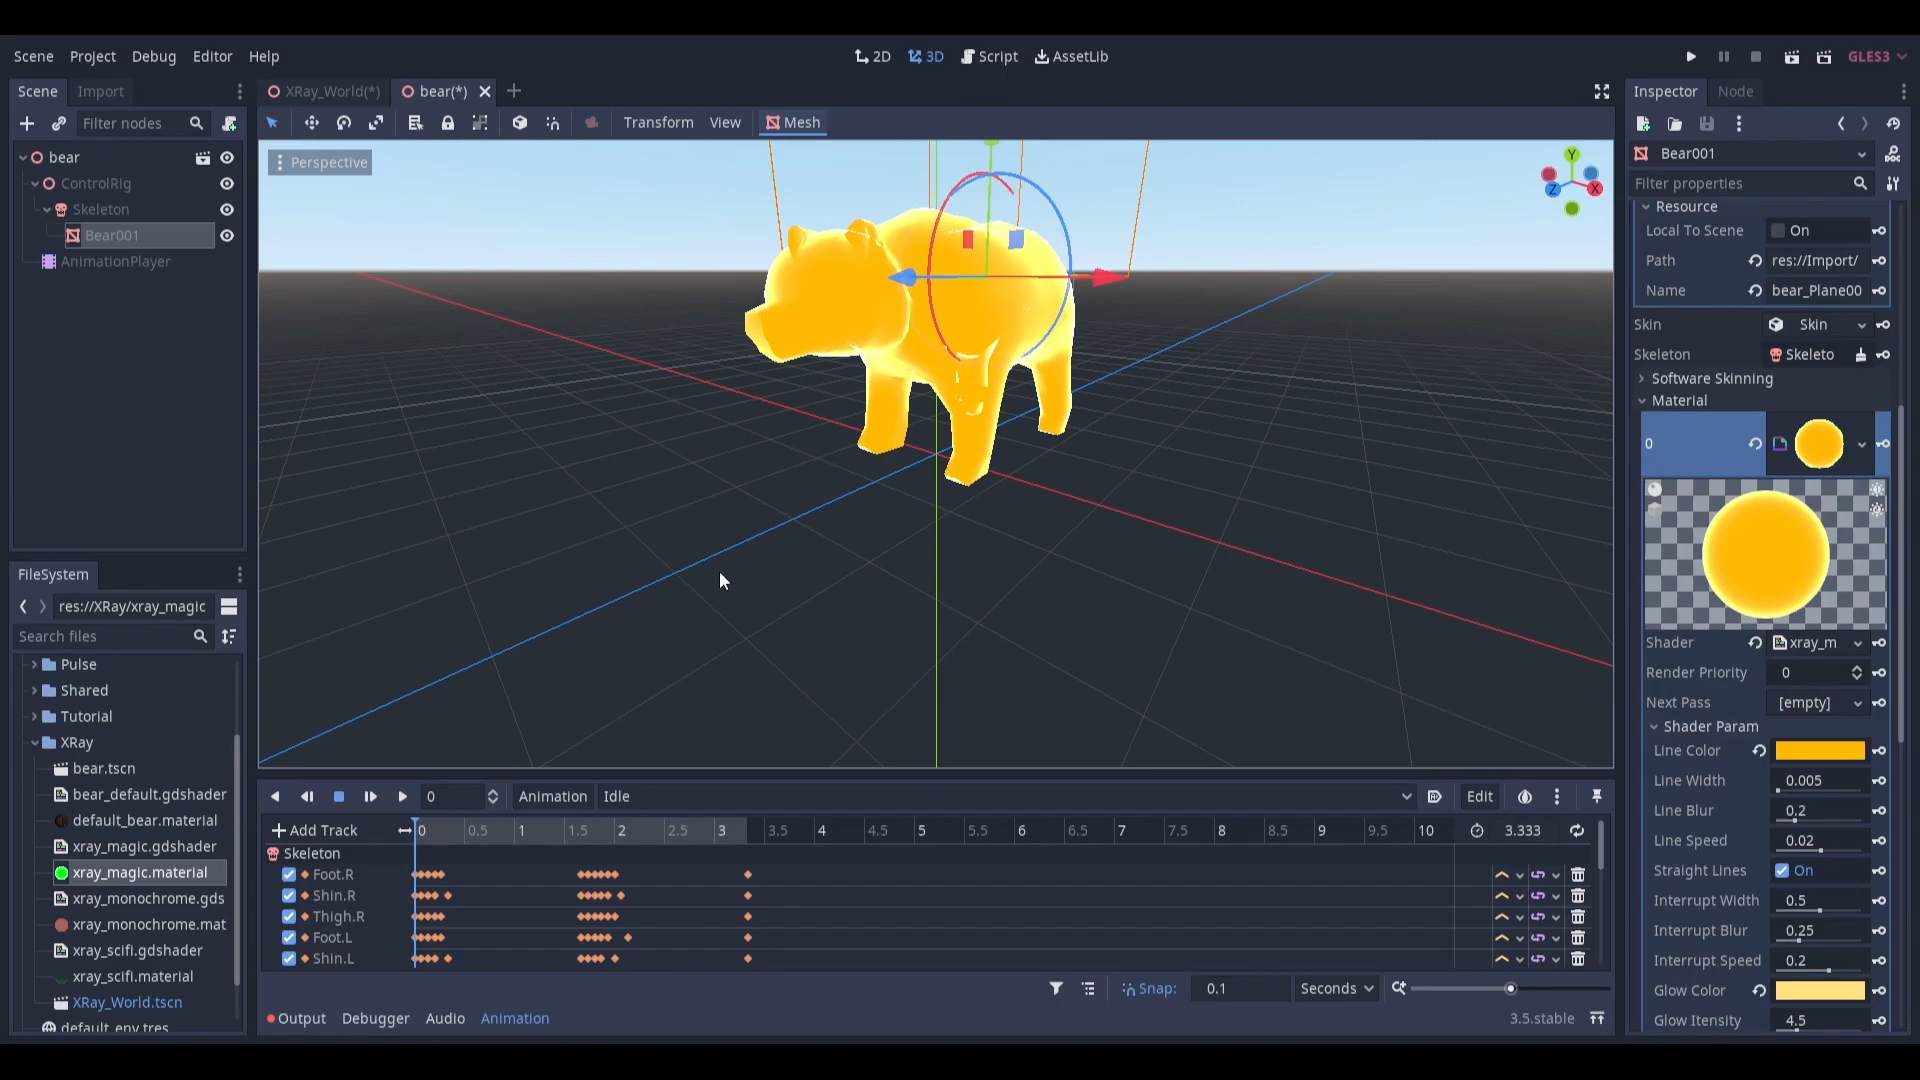 Scene Project Debug Editor Help
2D 3D Script AssetLib
GLES3
Scene Import
XRay_World(*) bear(*)
Inspector Node
Filter nodes
Transform View Mesh
bear
ControlRig
Skeleton
Bear001
AnimationPlayer
Perspective
Y
Z X
Bear001
Filter properties
Resource
Local To Scene On
Path res://Import/
Name bear_Plane00
Skin Skin
Skeleton Skeleto
Software Skinning
Material
0
Shader xray_m
Render Priority 0
Next Pass [empty]
Shader Param
Line Color
Line Width 0.005
Line Blur 0.2
Line Speed 0.02
Straight Lines On
Interrupt Width 0.5
Interrupt Blur 0.25
Interrupt Speed 0.2
Glow Color
Glow Itensity 4.5
FileSystem
res://XRay/xray_magic
Search files
Pulse
Shared
Tutorial
XRay
bear.tscn
bear_default.gdshader
default_bear.material
xray_magic.gdshader
xray_magic.material
xray_monochrome.gds
xray_monochrome.mat
xray_scifi.gdshader
xray_scifi.material
XRay_World.tscn
default_env.tres
0 Animation Idle Edit
Add Track 0 0.5 1 1.5 2 2.5 3 3.5 4 4.5 5 5.5 6 6.5 7 7.5 8 8.5 9 9.5 10 3.333
Skeleton
Foot.R
Shin.R
Thigh.R
Foot.L
Shin.L
Snap: 0.1 Seconds
Output Debugger Audio Animation 3.5.stable